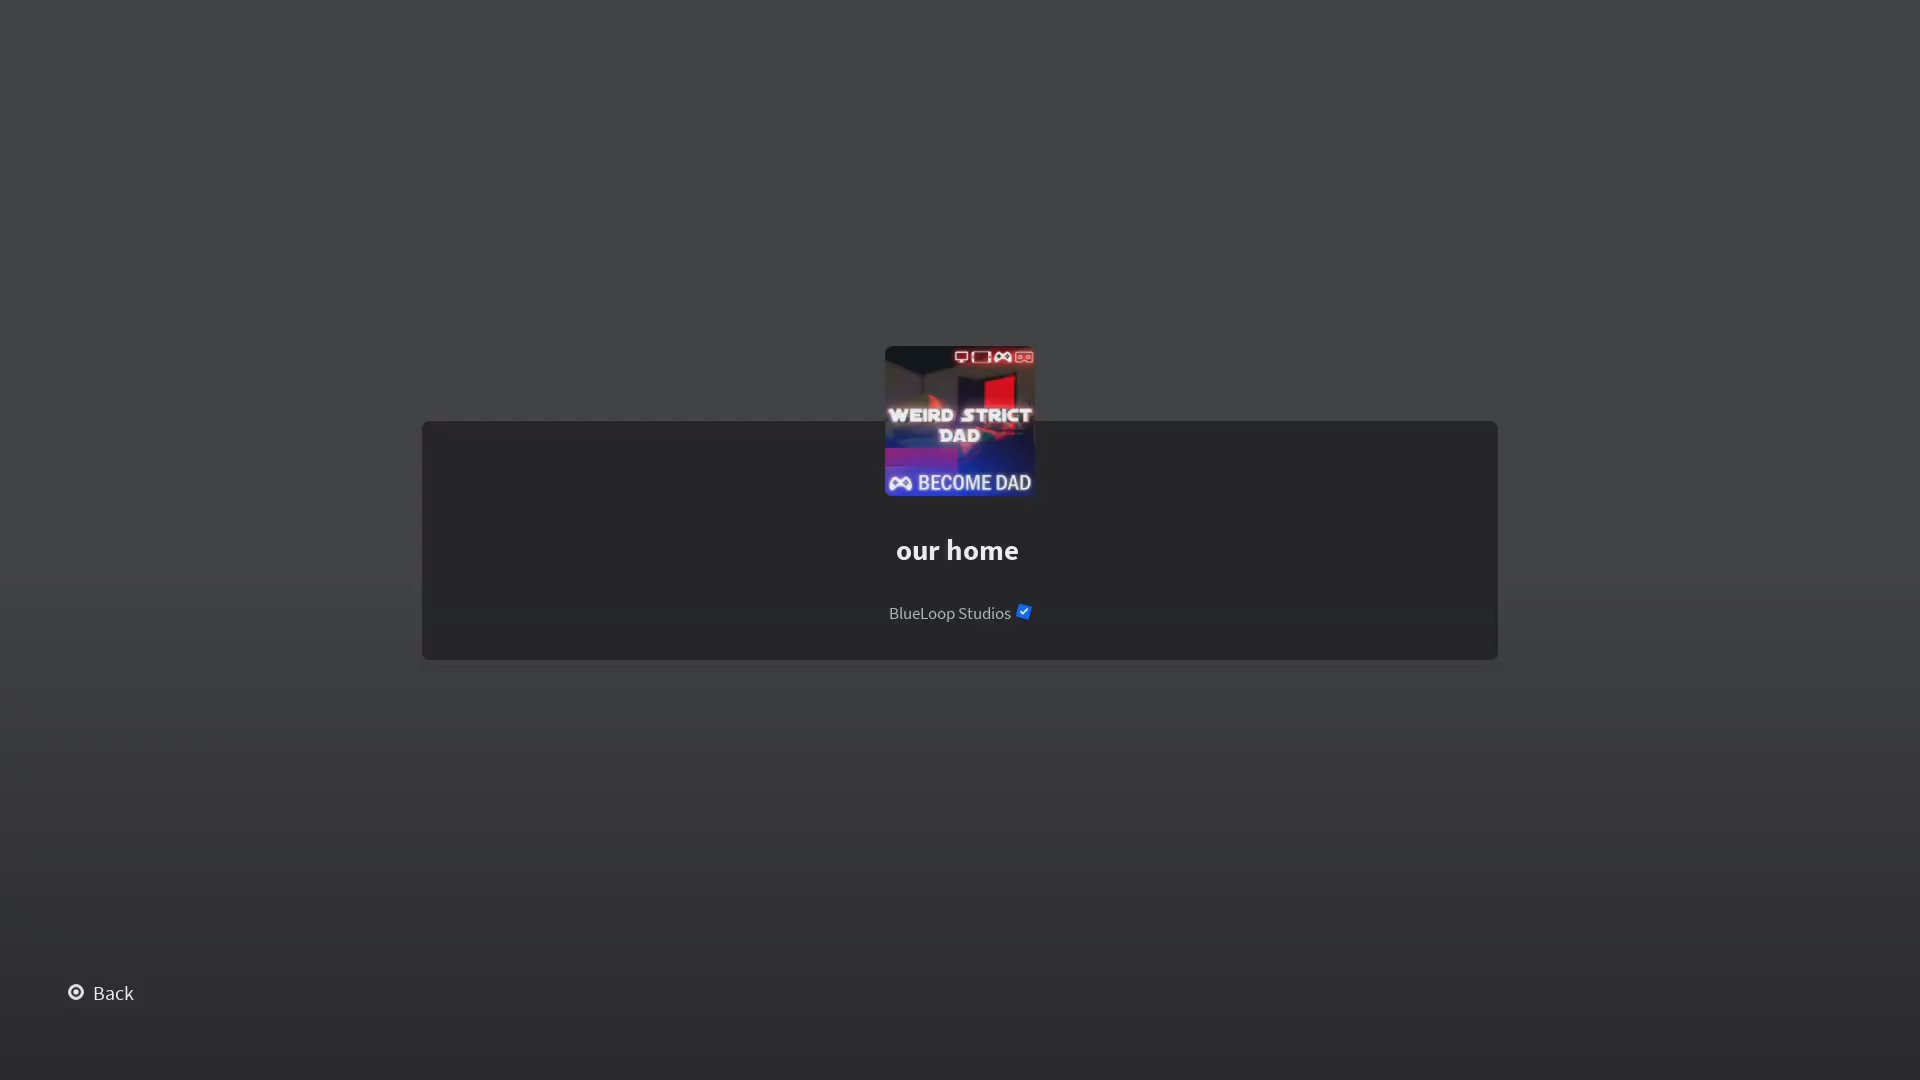 WEIRD STRICT
DAD
BECOME DAD
our home
BlueLoop Studios
Back